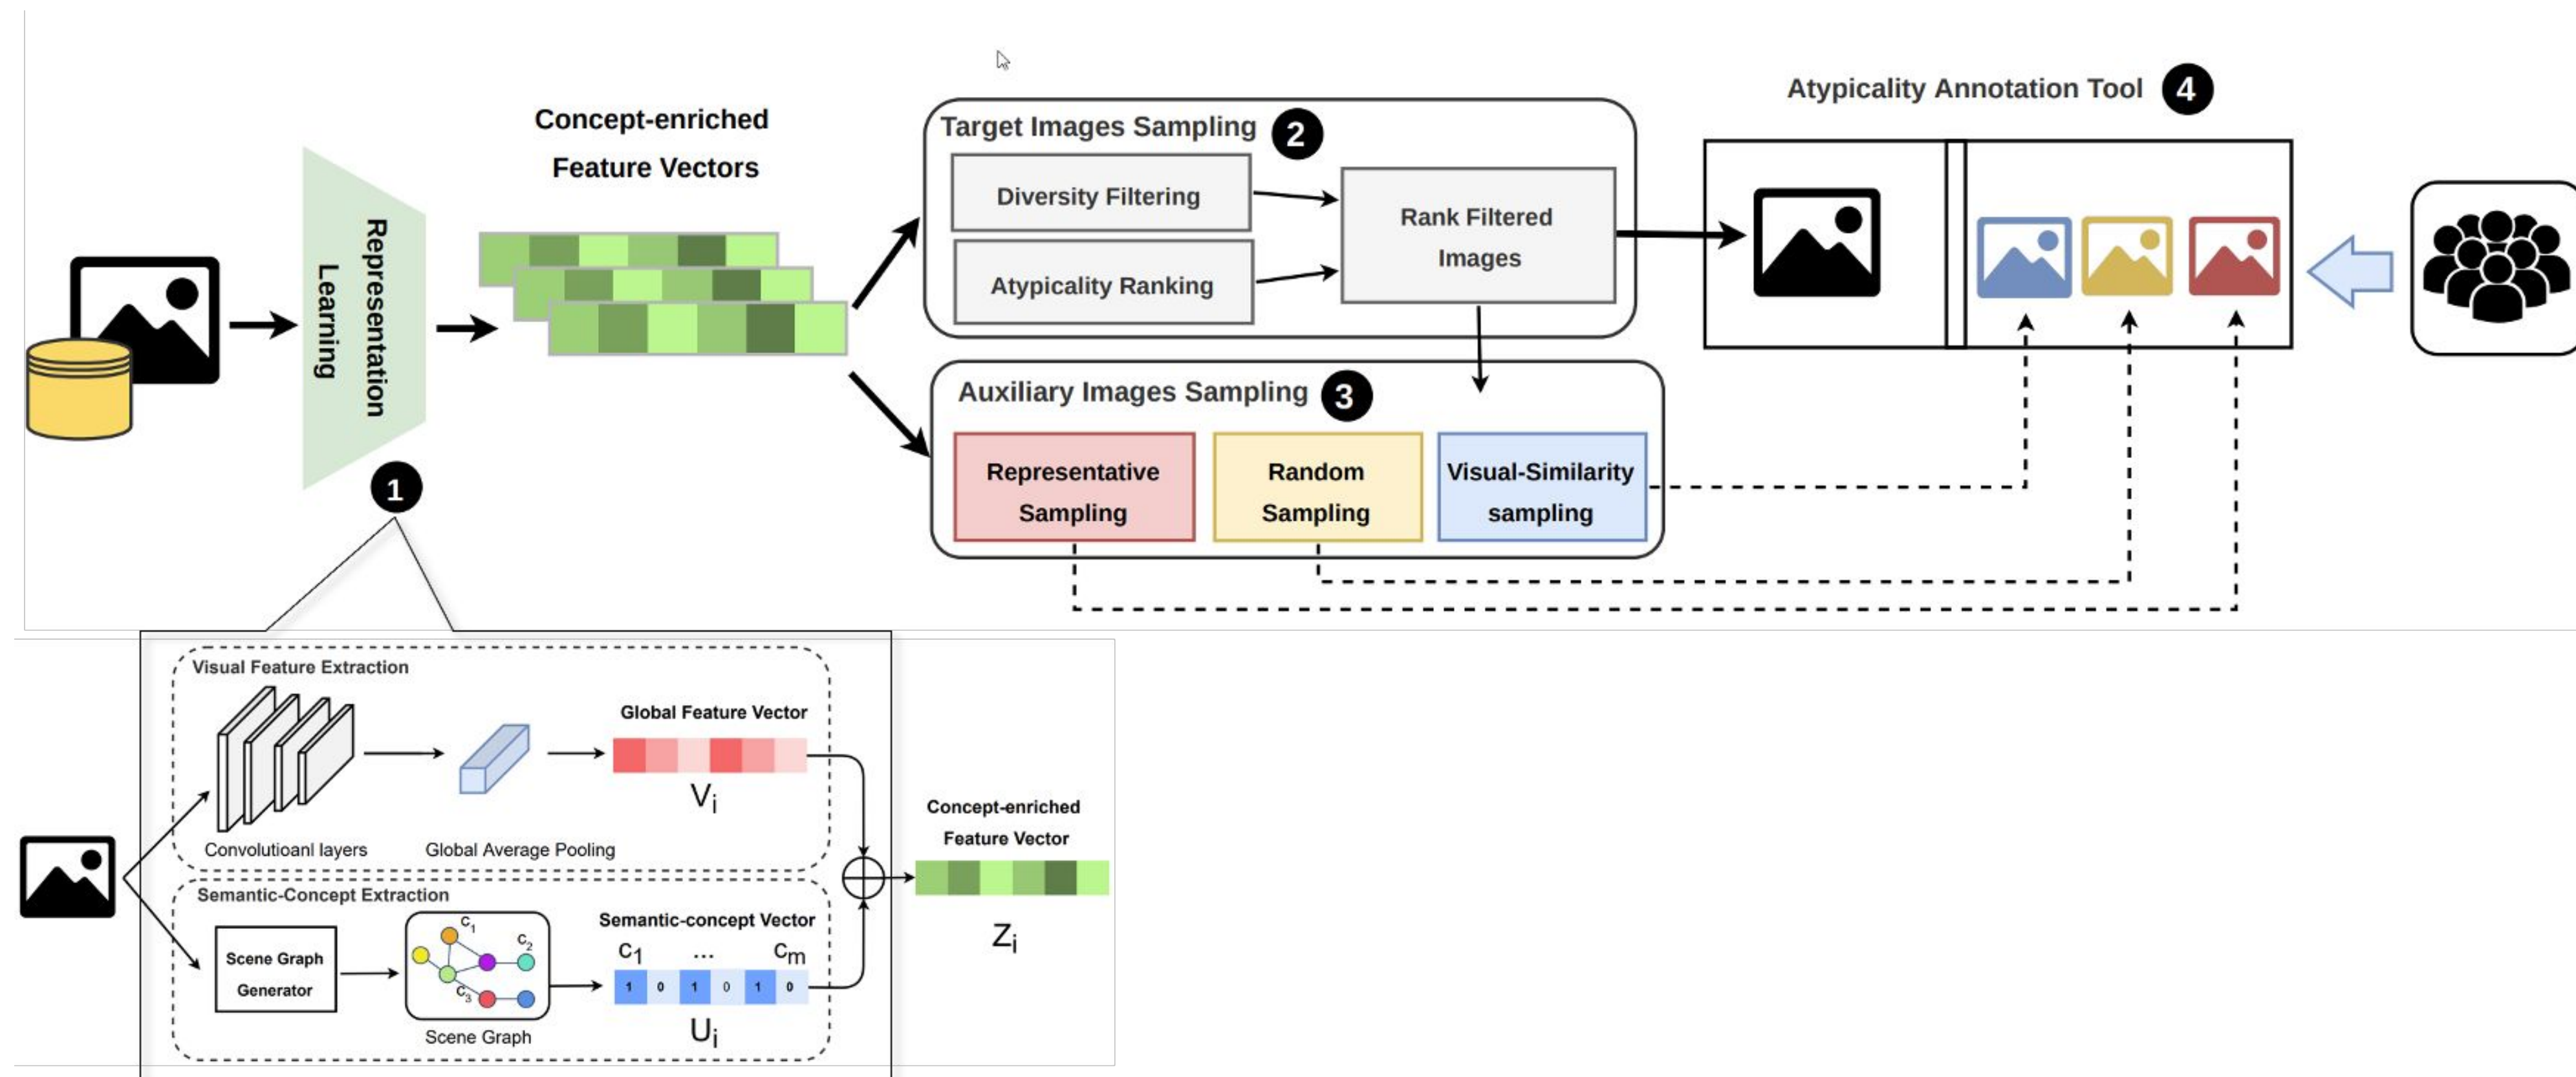 Atypicality Annotation Tool 4
Concept-enriched
Feature Vectors
Target Images Sampling 2
Diversity Filtering
Atypicality Ranking
Rank Filtered
Images
Representation
Learning
1
Auxiliary Images Sampling 3
Representative
Sampling
Random
Sampling
Visual-Similarity
sampling
Visual Feature Extraction
Global Feature Vector
Vi
Convolutioanl layers
Global Average Pooling
Concept-enriched
Feature Vector
Zi
Semantic-Concept Extraction
Scene Graph
Generator
C1
C2
C3
Scene Graph
Semantic-concept Vector
C1 ... Cm
1 0 1 0 1 0
Ui